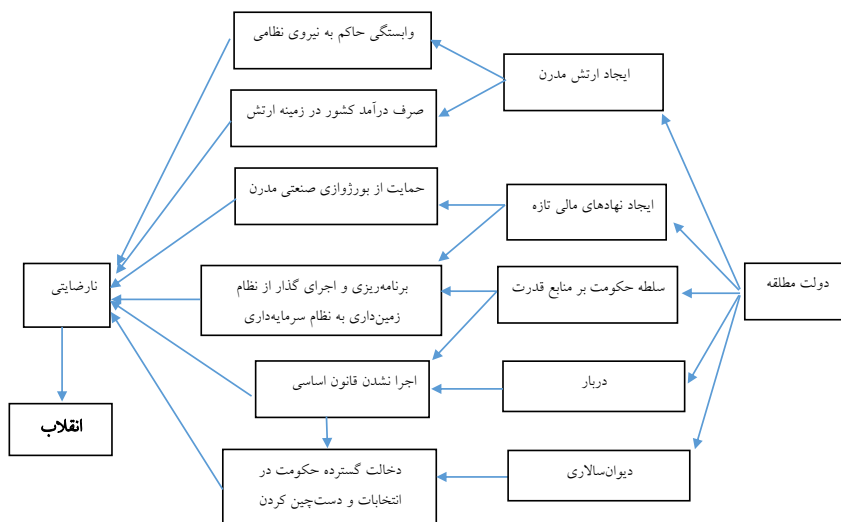 وابستگی حاکم به نیروی نظامی
ایجاد ارتش مدرن
صرف درآمد کشور در زمینه ارتش
حمایت از بورژوازی صنعتی مدرن
ایجاد نهادهای مالی تازه
دولت مطلقه
سلطه حکومت بر منابع قدرت
برنامه‌ریزی و اجرای گذار از نظام
زمین‌داری به نظام سرمایه‌داری
نارضایتی
دربار
اجرا نشدن قانون اساسی
انقلاب
دیوان‌سالاری
دخالت گسترده حکومت در
انتخابات و دست‌چین کردن